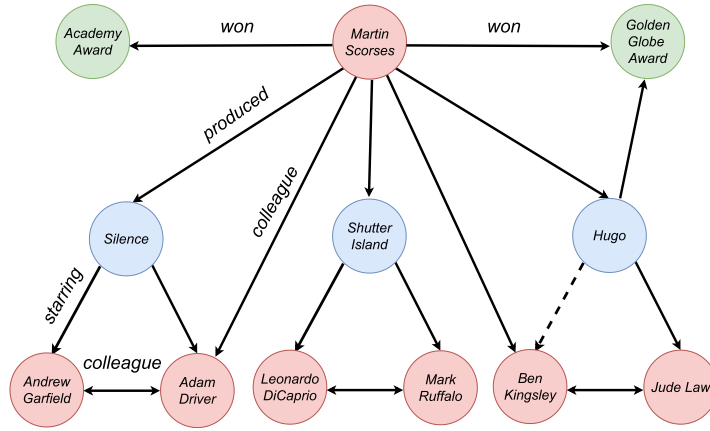 Academy
Award
won
Martin
Scorses
won
Golden
Globe
Award
produced
colleague
Silence
Shutter
Island
Hugo
starring
colleague
Andrew
Garfield
Adam
Driver
Leonardo
DiCaprio
Mark
Ruffalo
Ben
Kingsley
Jude Law